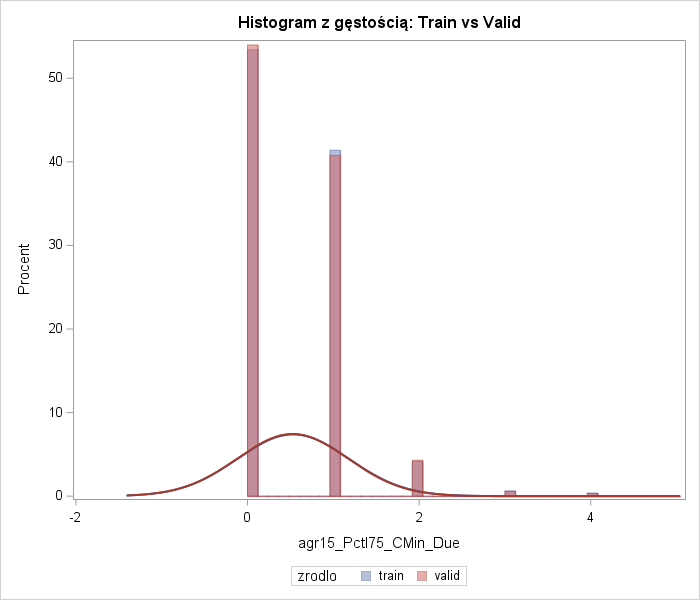 Histogram z gęstością: Train vs Valid
Procent
50
40
30
20
10
0
-2 0 2 4
agr15_Pctl75_CMin_Due
zrodlo train valid